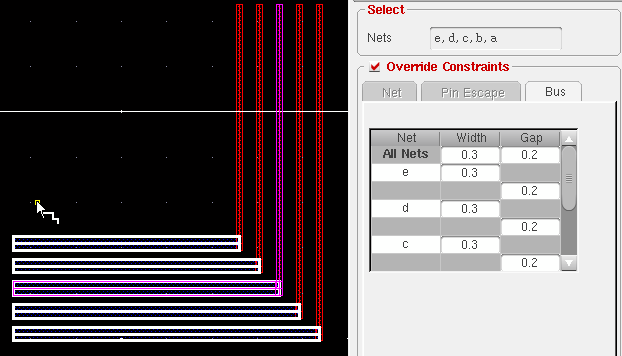 Select
Nets e, d, c, b, a
Override Constraints
Net Pin Escape Bus
Net Width Gap
All Nets 0.3 0.2
e 0.3
0.2
d 0.3
0.2
c 0.3
0.2